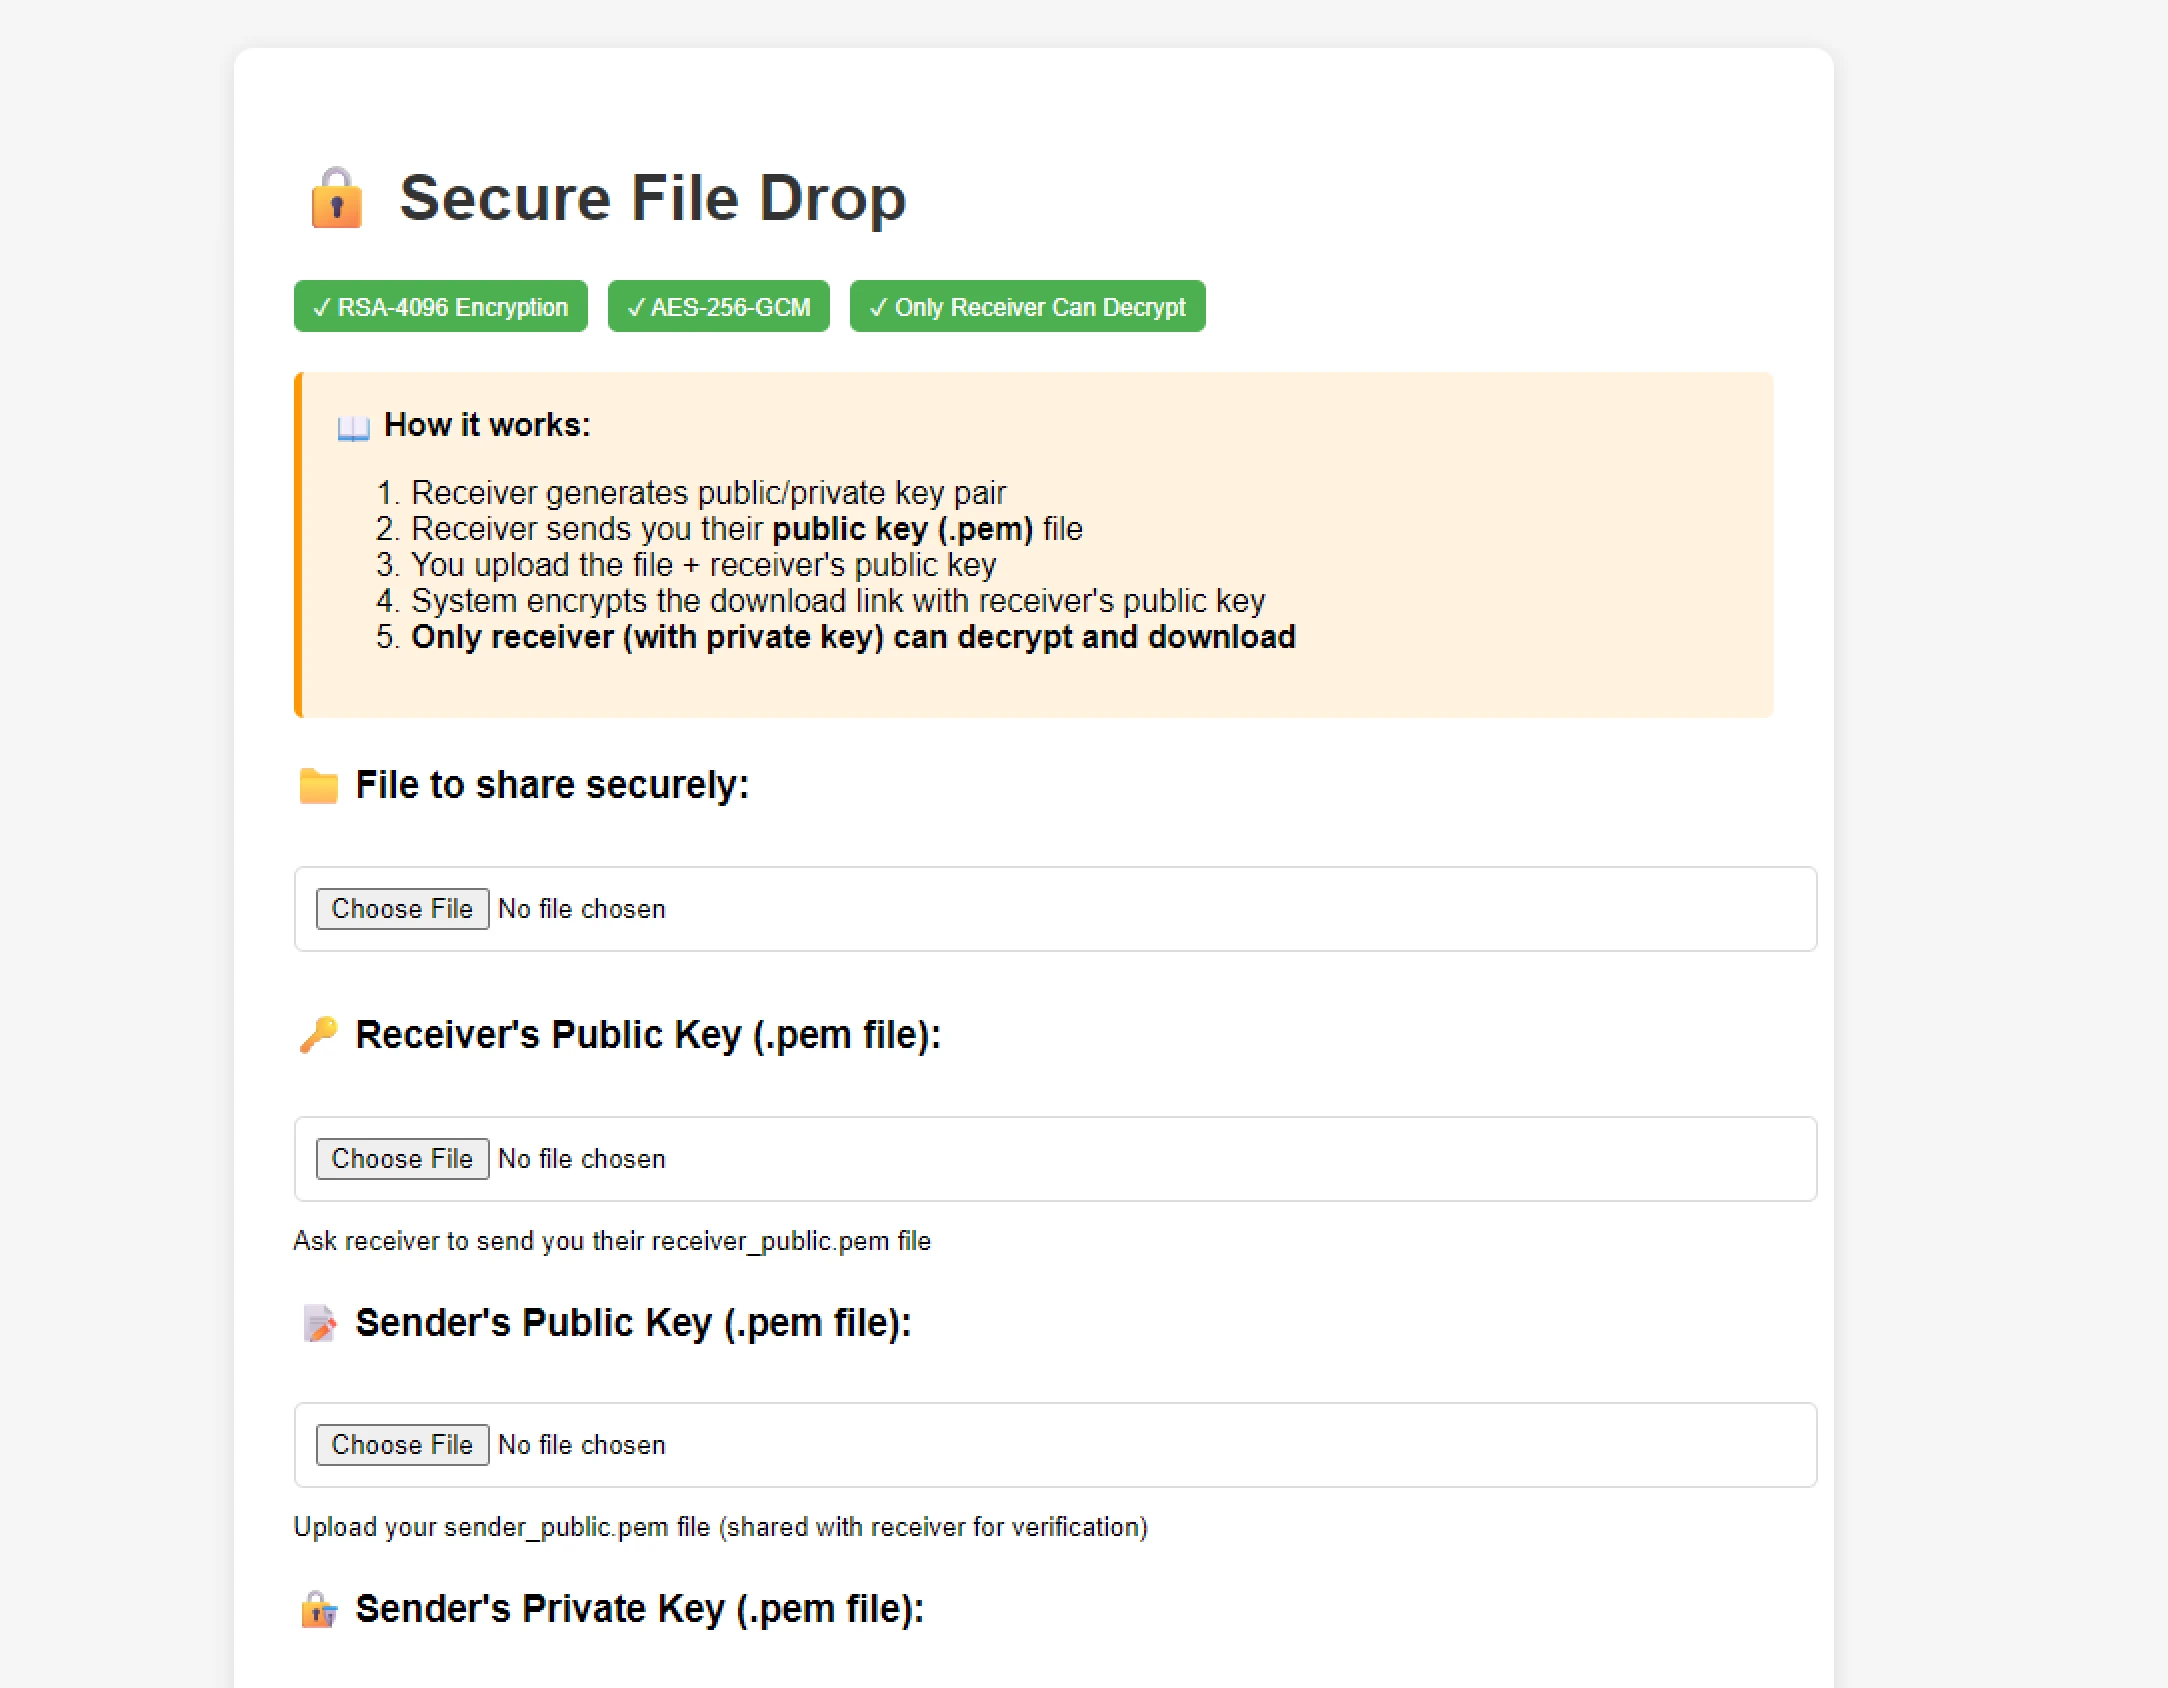 🔒 Secure File Drop
✓ RSA-4096 Encryption ✓ AES-256-GCM ✓ Only Receiver Can Decrypt
📖 How it works:
1. Receiver generates public/private key pair
2. Receiver sends you their public key (.pem) file
3. You upload the file + receiver's public key
4. System encrypts the download link with receiver's public key
5. Only receiver (with private key) can decrypt and download
📁 File to share securely:
Choose File No file chosen
🔑 Receiver's Public Key (.pem file):
Choose File No file chosen
Ask receiver to send you their receiver_public.pem file
📝 Sender's Public Key (.pem file):
Choose File No file chosen
Upload your sender_public.pem file (shared with receiver for verification)
🔏 Sender's Private Key (.pem file):